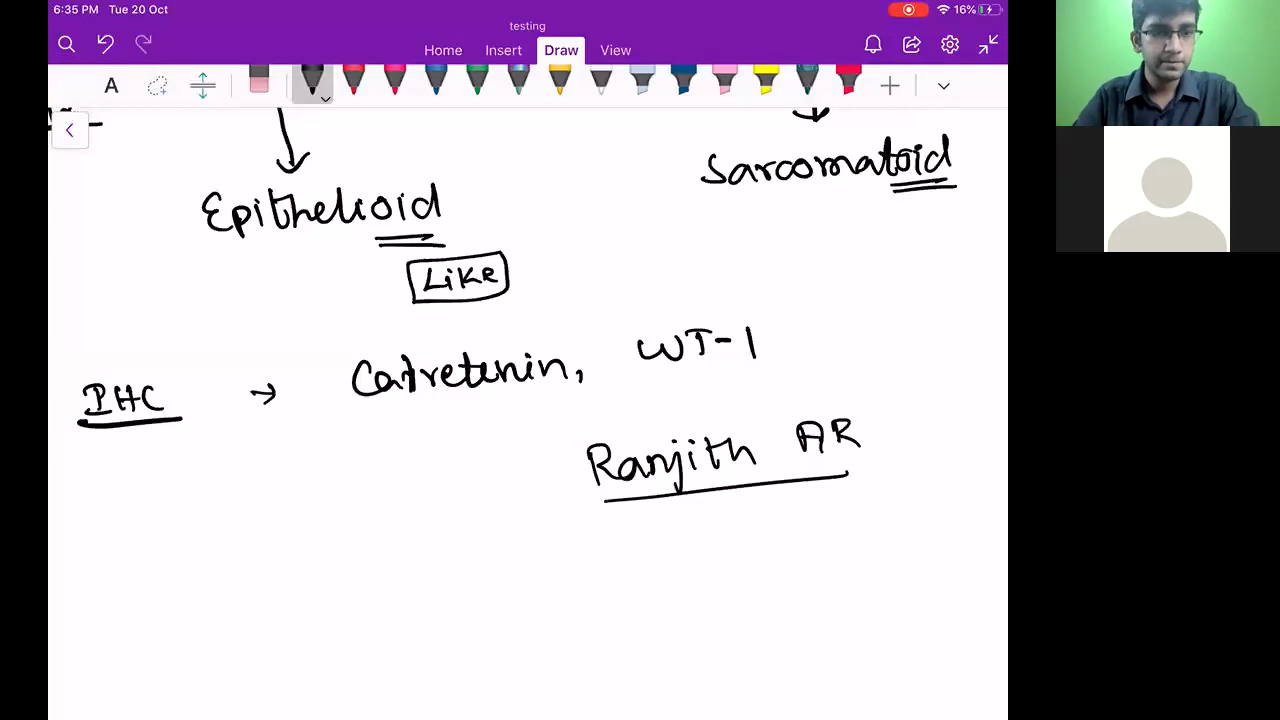 6:35 PM Tue 20 Oct
16%
testing
Home Insert Draw View
A
Sarcomatoid
Epithelioid
Like
IHC → Calretenin, WT-1
Ranjith AR